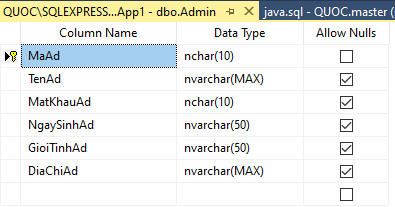 QUOC\SQLEXPRESS...App1 - dbo.Admin java.sql - QUOC.master (
Column Name Data Type Allow Nulls
MaAd nchar(10)
TenAd nvarchar(MAX)
MatKhauAd nchar(10)
NgaySinhAd nvarchar(50)
GioiTinhAd nvarchar(50)
DiaChiAd nvarchar(MAX)